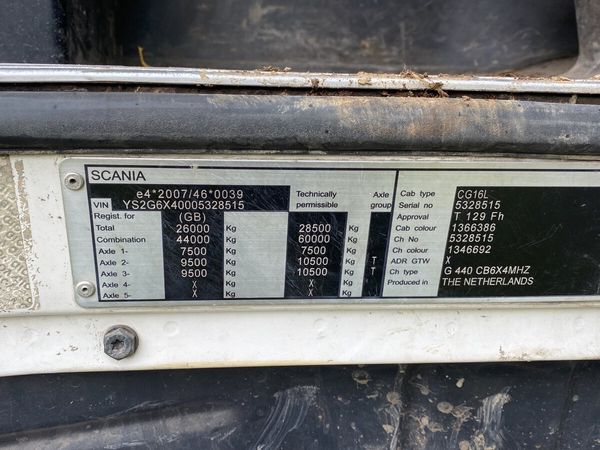 SCANIA
e4*2007/46*0039 Technically Axle
VIN YS2G6X40005328515 permissible group
Regist. for (GB)
Total 26000 Kg 28500 Kg
Combination 44000 Kg 60000 Kg
Axle 1- 7500 Kg 7500 Kg
Axle 2- 9500 Kg 10500 Kg T
Axle 3- 9500 Kg 10500 Kg T
Axle 4- X Kg X Kg
Axle 5- X Kg X Kg
Cab type CG16L
Serial no 5328515
Approval T 129 Fh
Cab colour 1366386
Ch No 5328515
Ch colour 1346692
ADR GTW X
Ch type G 440 CB6X4MHZ
Produced in THE NETHERLANDS